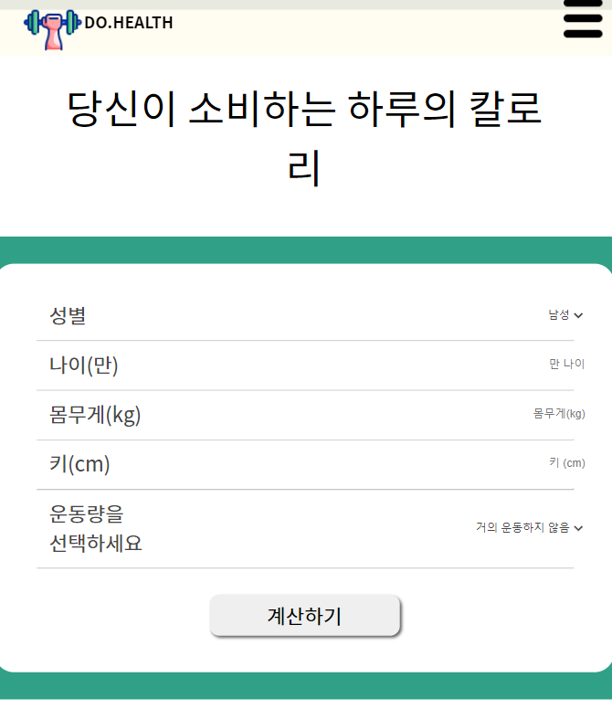 DO.HEALTH
당신이 소비하는 하루의 칼로
리
성별 남성
나이(만) 만 나이
몸무게(kg) 몸무게(kg)
키(cm) 키 (cm)
운동량을
선택하세요 거의 운동하지 않음
계산하기